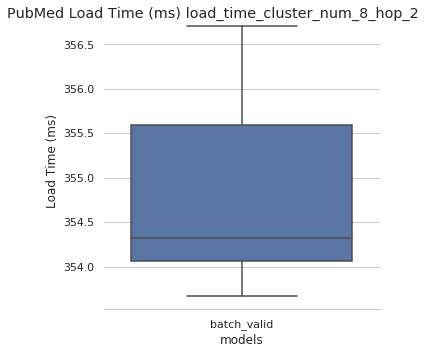 PubMed Load Time (ms) load_time_cluster_num_8_hop_2
356.5
356.0
355.5
355.0
354.5
354.0
Load Time (ms)
batch_valid
models